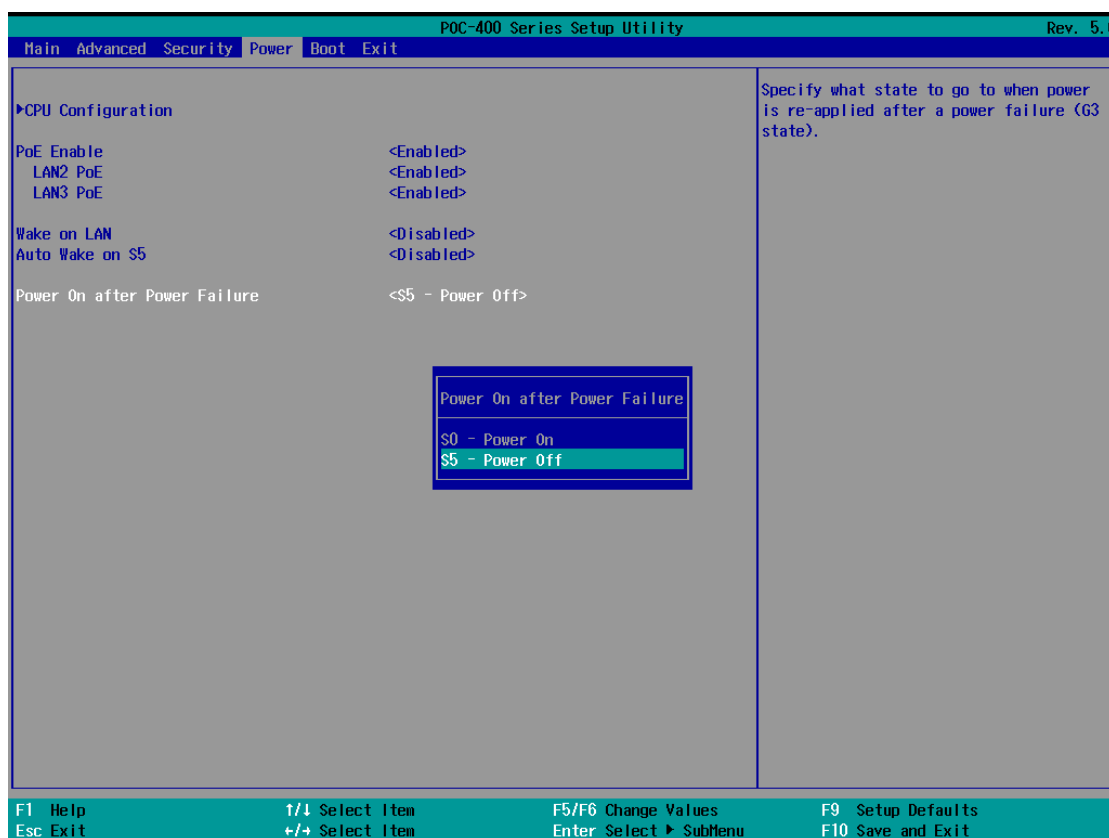 POC-400 Series Setup Utility Rev. 5.
Main Advanced Security Power Boot Exit
Specify what state to go to when power
is re-applied after a power failure (G3
state).
▶CPU Configuration
PoE Enable <Enabled>
LAN2 PoE <Enabled>
LAN3 PoE <Enabled>
Wake on LAN <Disabled>
Auto Wake on S5 <Disabled>
Power On after Power Failure <S5 - Power Off>
Power On after Power Failure
S0 - Power On
S5 - Power Off
F1 Help ↑/↓ Select Item F5/F6 Change Values F9 Setup Defaults
Esc Exit ←/→ Select Item Enter Select ▶ SubMenu F10 Save and Exit